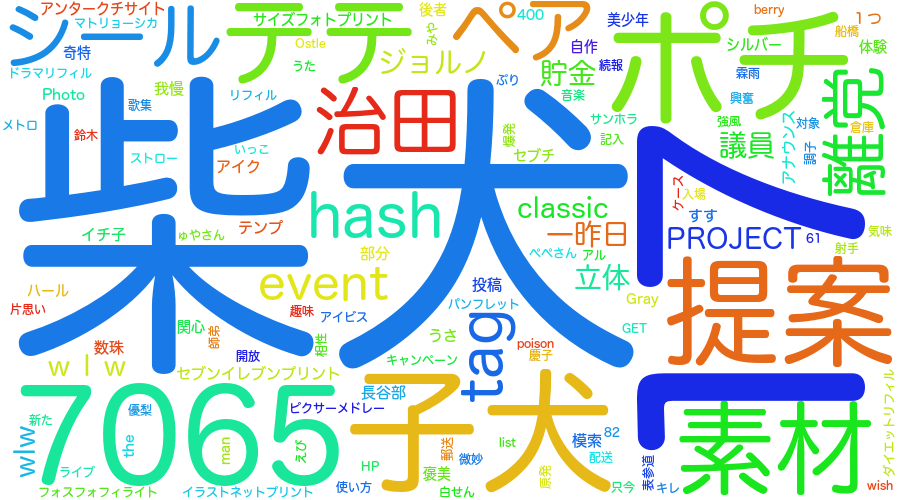 アンタークチサイト
マトリョーシカ
シール
奇特
ドラマリフィル
テテ
サイズフォトプリント
Ostle
うた
ペア
後者
みや
400
美少年
berry
1つ
船橋
体験
ポチ
シルバー
自作
続報
霖雨
興奮
ジョルノ
貯金
ぷり
音楽
サンホラ
記入
Photo
我慢
歌集
リフィル
メトロ
鈴木
いっこ
ストロー
アイク
治田
爆発
セブチ
強風
対象
倉庫
議員
アナウンス
調子
離党
柴犬
hash
classic
一昨日
ケース
入場
すす
PROJECT
61
気味
射手
イチ子
ゅやさん
テンプ
部分
ぺぺさん
アル
event
投稿
立体
ハール
片思い
趣味
アイビス
パンフレット
Gray
提案
関心
相性
tag
GET
うさ
数珠
開放
キャンペーン
poison
慶子
wlw
セブンイレブンプリント
7065
子犬
長谷部
ピクサーメドレー
優梨
新た
wlw
the
man
えび
ライブ
list
模索
82
配送
素材
ダイエットリフィル
郵送
微妙
HP
褒美
原発
フォスフォフィライト
イラストネットプリント
使い方
白せん
只今
表参道
キレ
wish